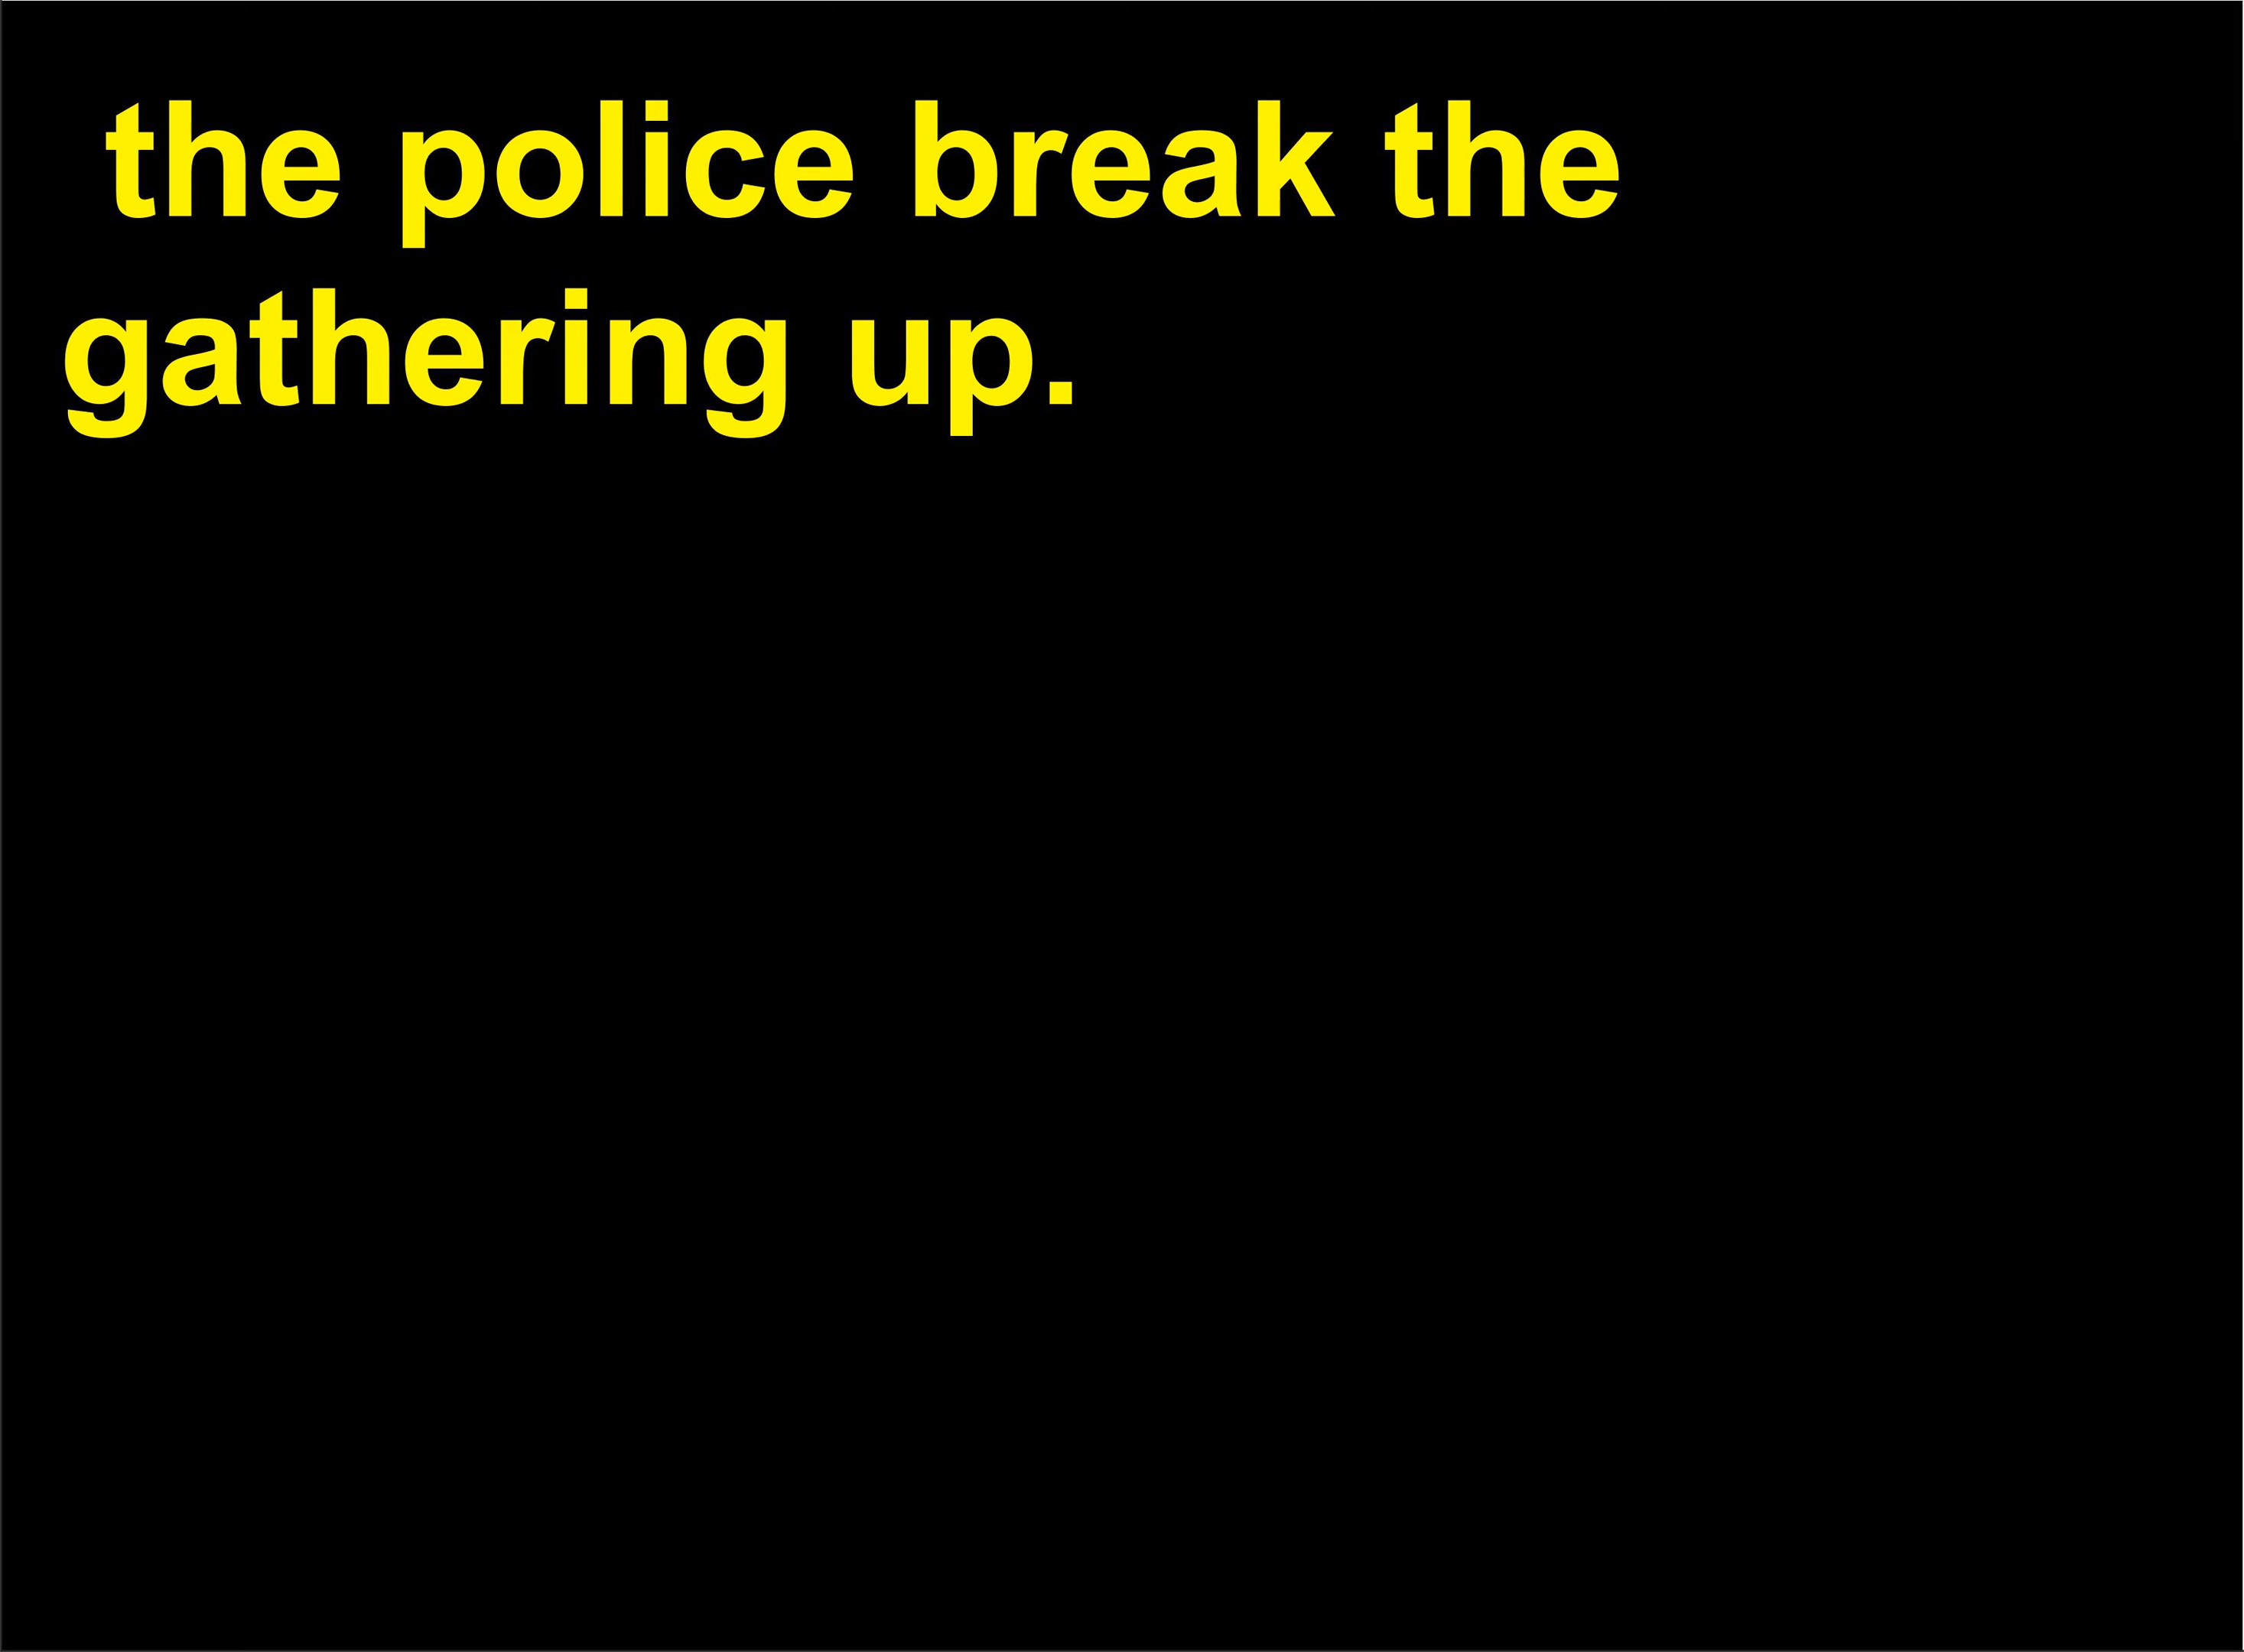 the police break the
gathering up.